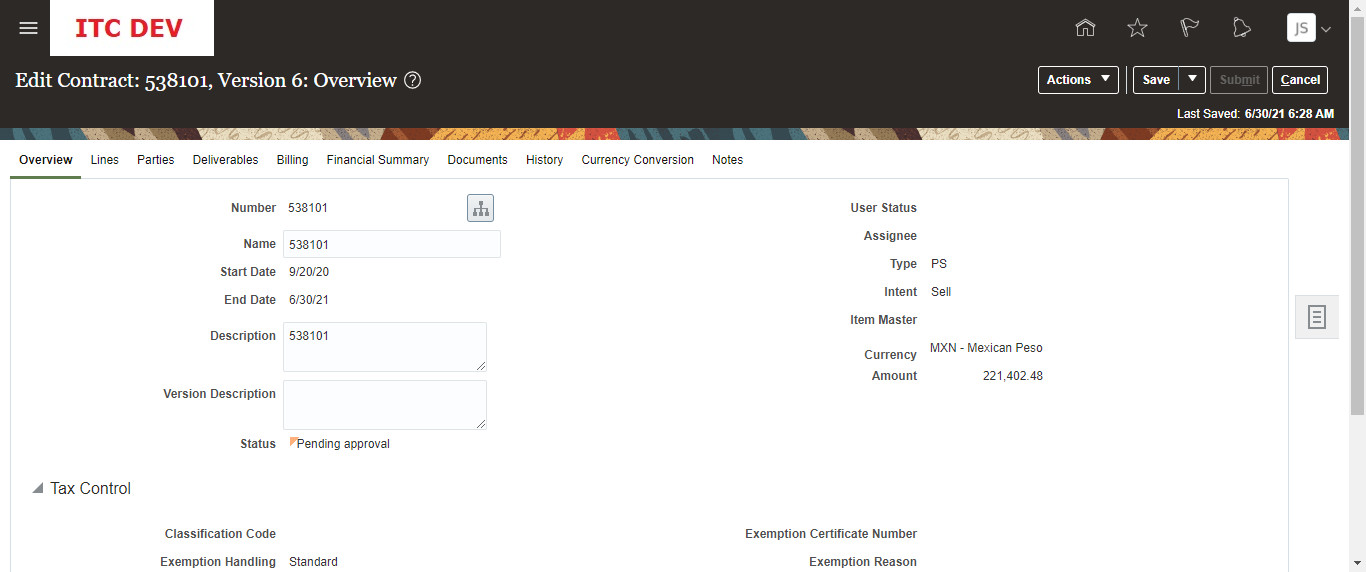 ITC DEV
JS
Edit Contract: 538101, Version 6: Overview ?
Actions Save Submit Cancel
Last Saved: 6/30/21 6:28 AM
Overview Lines Parties Deliverables Billing Financial Summary Documents History Currency Conversion Notes
Number 538101
User Status
Assignee
Name 538101
Type PS
Start Date 9/20/20
Intent Sell
End Date 6/30/21
Item Master
Description 538101
Currency MXN - Mexican Peso
Amount 221,402.48
Version Description
Status Pending approval
Tax Control
Classification Code
Exemption Certificate Number
Exemption Handling Standard
Exemption Reason